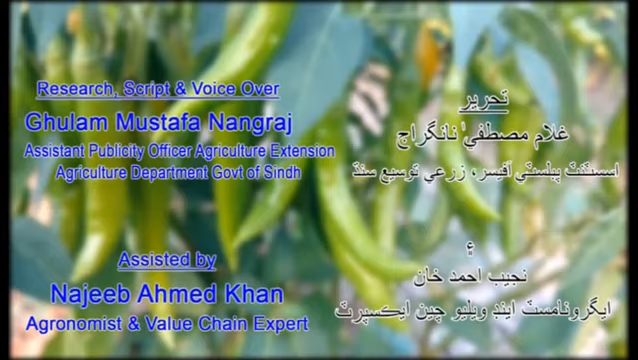 Research, Script & Voice Over
Ghulam Mustafa Nangraj
Assistant Publicity Officer Agriculture Extension
Agriculture Department Govt of Sindh
Assisted by
Najeeb Ahmed Khan
Agronomist & Value Chain Expert
تحرير
غلام مصطفيٰ نانگراج
اسسٽنٽ پبلسٽي آفيسر، زرعي توسيع سنڌ
۽
نجيب احمد خان
ايگرونامسٽ اينڊ ويليو چين ايڪسپرٽ